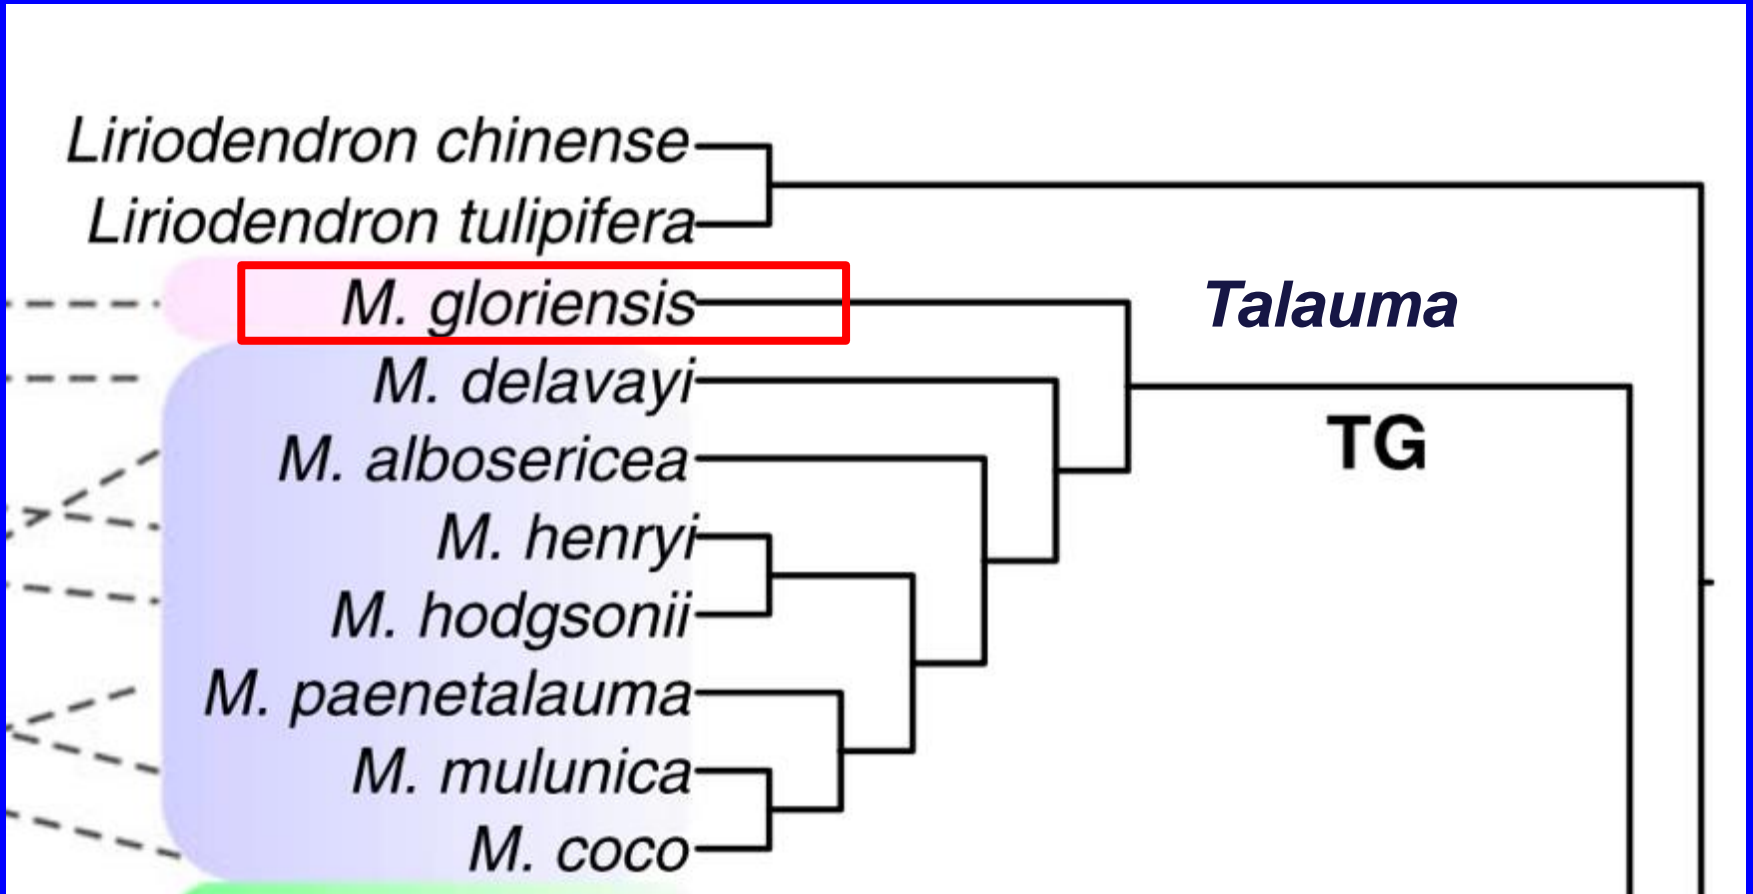 Liriodendron chinense
Liriodendron tulipifera
M. gloriensis
Talauma
M. delavayi
TG
M. albosericea
M. henryi
M. hodgsonii
M. paenetalauma
M. mulunica
M. coco